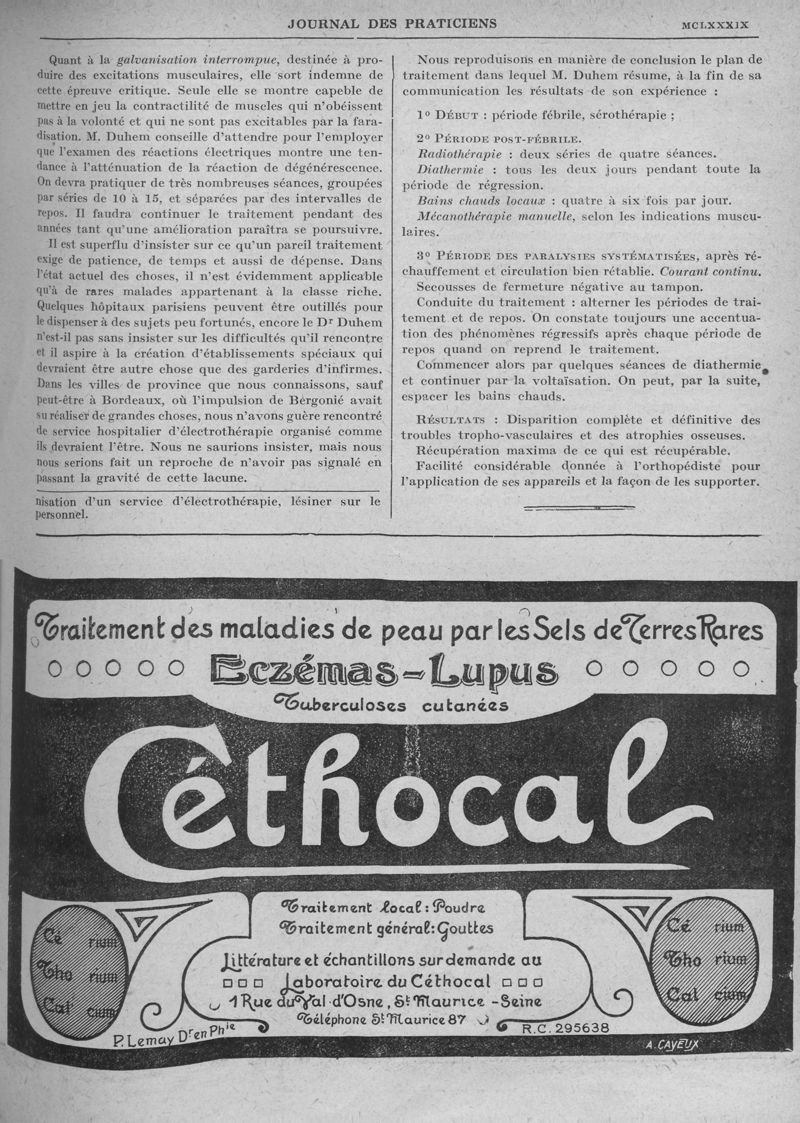 JOURNAL DES PRATICIENS
MCLXXXIX
Quant à la galvanisation interrompue, destinée à pro-
duire des excitations musculaires, elle sort indemne de
cette épreuve critique. Seule elle se montre capeble de
mettre en jeu la contractilité de muscles qui n'obéissent
pas à la volonté et qui ne sont pas excitables par la fara-
disation. M. Duhem conseille d'attendre pour l'employer
que l'examen des réactions électriques montre une ten-
dance à l'atténuation de la réaction de dégénérescence.
On devra pratiquer de très nombreuses séances, groupées
par séries de 10 à 15, et séparées par des intervalles de
repos. Il faudra continuer le traitement pendant des
années tant qu'une amélioration paraîtra se poursuivre.
Il est superflu d'insister sur ce qu'un pareil traitement
exige de patience, de temps et aussi de dépense. Dans
l'état actuel des choses, il n'est évidemment applicable
qu'à de rares malades appartenant à la classe riche.
Quelques hôpitaux parisiens peuvent être outillés pour
le dispenser à des sujets peu fortunés, encore le Dr Duhem
n'est-il pas sans insister sur les difficultés qu'il rencontre
et il aspire à la création d'établissements spéciaux qui
devraient être autre chose que des garderies d'infirmes.
Dans les villes de province que nous connaissons, sauf
peut-être à Bordeaux, où l'impulsion de Bergonié avait
su réaliser de grandes choses, nous n'avons guère rencontré
de service hospitalier d'électrothérapie organisé comme
ils devraient l'être. Nous ne saurions insister, mais nous
nous serions fait un reproche de n'avoir pas signalé en
passant la gravité de cette lacune.
nisation d'un service d'électrothérapie, lésiner sur le
personnel.
Nous reproduisons en manière de conclusion le plan de
traitement dans lequel M. Duhem résume, à la fin de sa
communication les résultats de son expérience :
1º DÉBUT : période fébrile, sérothérapie ;
2º PÉRIODE POST-FÉBRILE.
Radiothérapie : deux séries de quatre séances.
Diathermie : tous les deux jours pendant toute la
période de régression.
Bains chauds locaux : quatre à six fois par jour.
Mécanothérapie manuelle, selon les indications muscu-
laires.
3º PÉRIODE DES PARALYSIES SYSTÉMATISÉES, après ré-
chauffement et circulation bien rétablie. Courant continu.
Secousses de fermeture négative au tampon.
Conduite du traitement : alterner les périodes de trai-
tement et de repos. On constate toujours une accentua-
tion des phénomènes régressifs après chaque période de
repos quand on reprend le traitement.
Commencer alors par quelques séances de diathermie
et continuer par la voltaïsation. On peut, par la suite,
espacer les bains chauds.
RÉSULTATS : Disparition complète et définitive des
troubles tropho-vasculaires et des atrophies osseuses.
Récupération maxima de ce qui est récupérable.
Facilité considérable donnée à l'orthopédiste pour
l'application de ses appareils et la façon de les supporter.
Traitement des maladies de peau par les Sels de Terres Rares
Eczémas - Lupus
Tuberculoses cutanées
Céthocal
Traitement local : Poudre
Traitement général : Gouttes
Littérature et échantillons sur demande au
Laboratoire du Céthocal
1 Rue du Val d'Osne, St Maurice - Seine
Téléphone St Maurice 87
Cé rium
Tho rium
Cal cium
Cé rium
Tho rium
Cal cium
P. Lemay Dr en Phie
R.C. 295638
A. CAYEUX